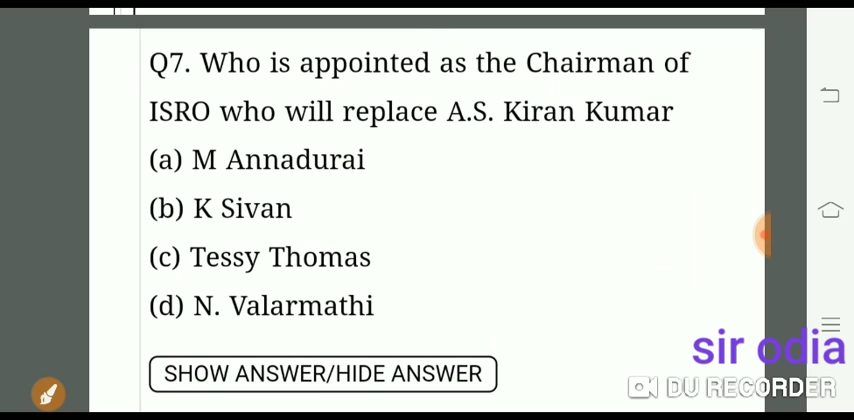 Q7. Who is appointed as the Chairman of
ISRO who will replace A.S. Kiran Kumar
(a) M Annadurai
(b) K Sivan
(c) Tessy Thomas
(d) N. Valarmathi
SHOW ANSWER/HIDE ANSWER
sir odia
DU RECORDER